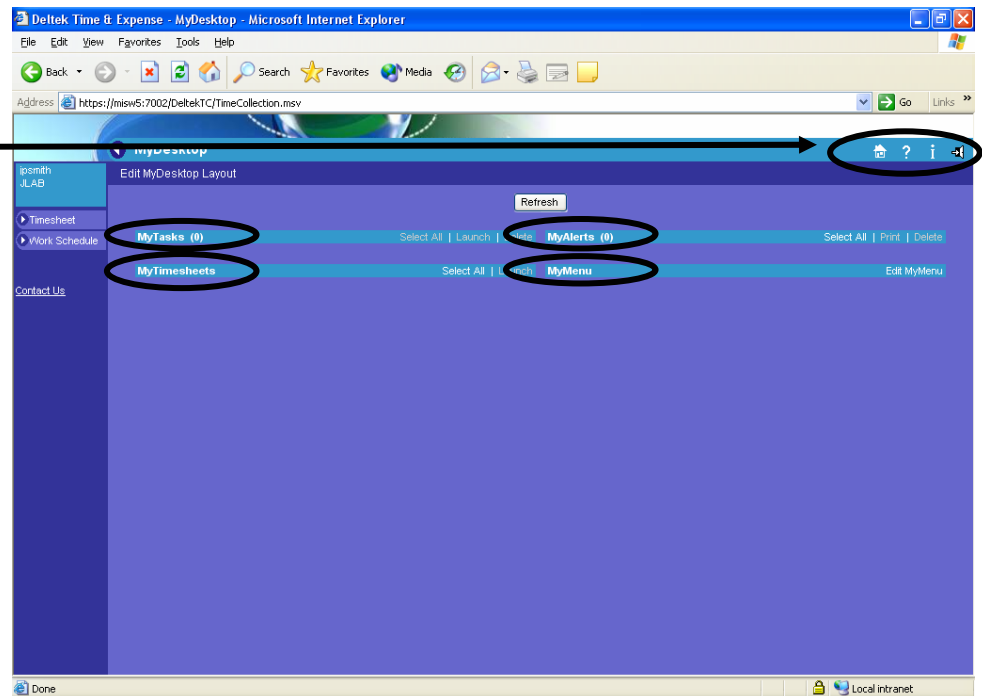 Deltek Time & Expense - MyDesktop - Microsoft Internet Explorer
File Edit View Favorites Tools Help
Back Search Favorites Media
Address https://misw5:7002/DeltekTC/TimeCollection.msv Go Links »
MyDesktop ? i
ipsmith
JLAB
Edit MyDesktop Layout
Refresh
Timesheet
Work Schedule
MyTasks (0) Select All | Launch | Delete MyAlerts (0) Select All | Print | Delete
MyTimesheets Select All | Launch MyMenu Edit MyMenu
Contact Us
Done Local intranet